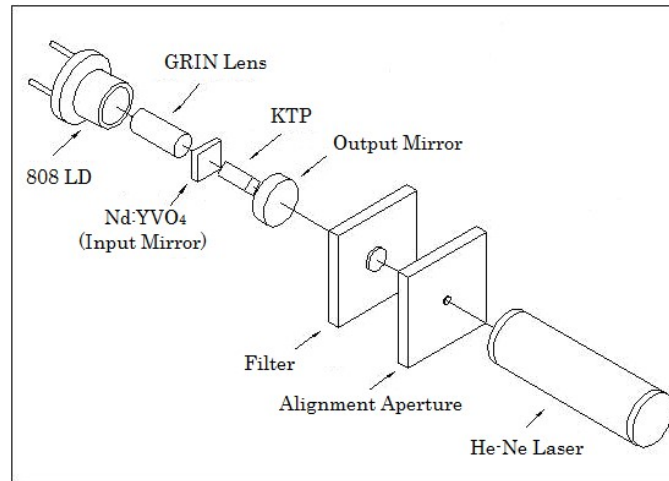 GRIN Lens
KTP
Output Mirror
808 LD
Nd:YVO₄
(Input Mirror)
Filter
Alignment Aperture
He-Ne Laser